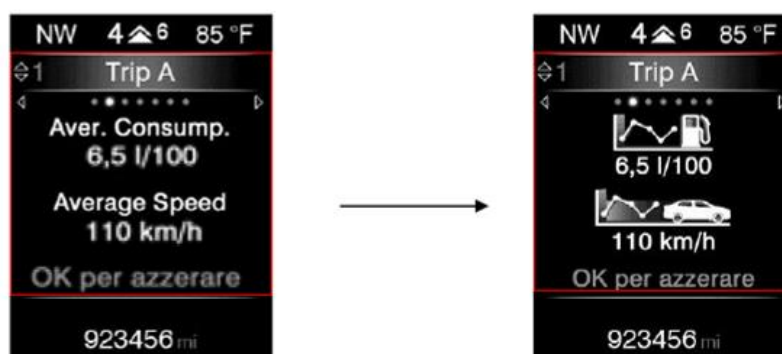 NW 4 6 85 °F
1 Trip A
Aver. Consump.
6,5 l/100
Average Speed
110 km/h
OK per azzerare
923456 mi
NW 4 6 85 °F
1 Trip A
6,5 l/100
110 km/h
OK per azzerare
923456 mi